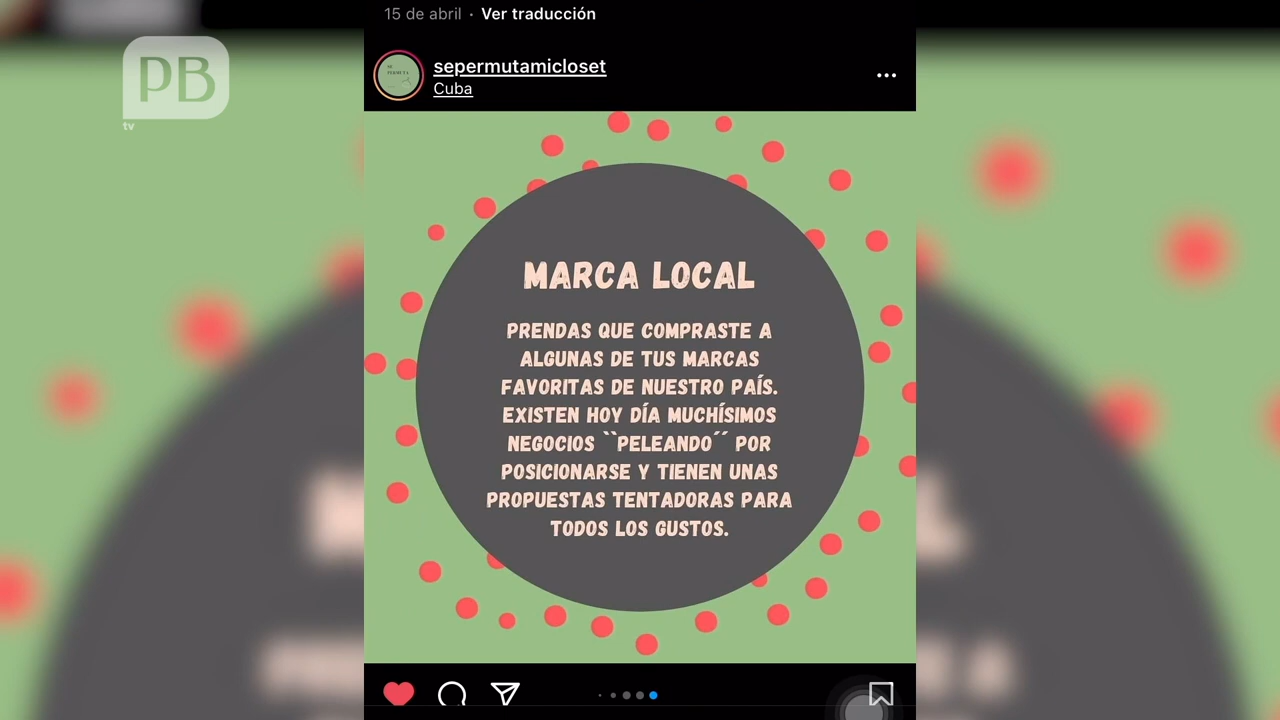 15 de abril · Ver traducción
PB
tv
sepermutamicloset
Cuba
MARCA LOCAL
PRENDAS QUE COMPRASTE A
ALGUNAS DE TUS MARCAS
FAVORITAS DE NUESTRO PAÍS.
EXISTEN HOY DÍA MUCHÍSIMOS
NEGOCIOS ``PELEANDO´´ POR
POSICIONARSE Y TIENEN UNAS
PROPUESTAS TENTADORAS PARA
TODOS LOS GUSTOS.